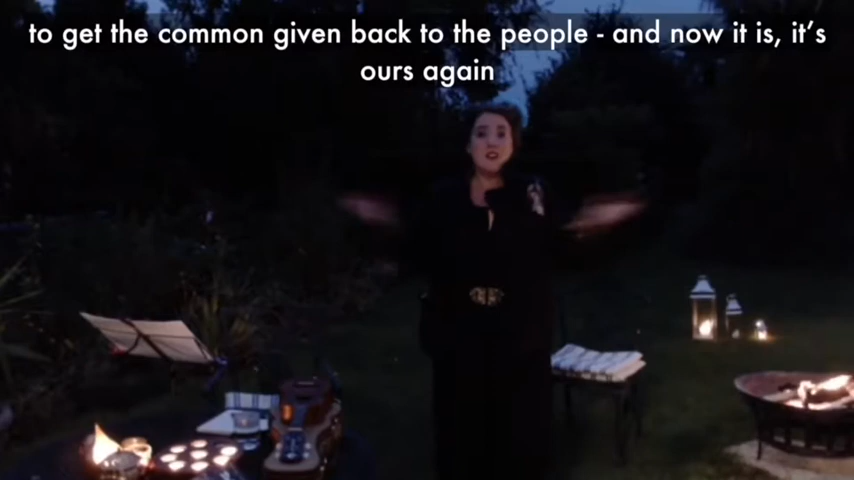 to get the common given back to the people - and now it is, it’s
ours again